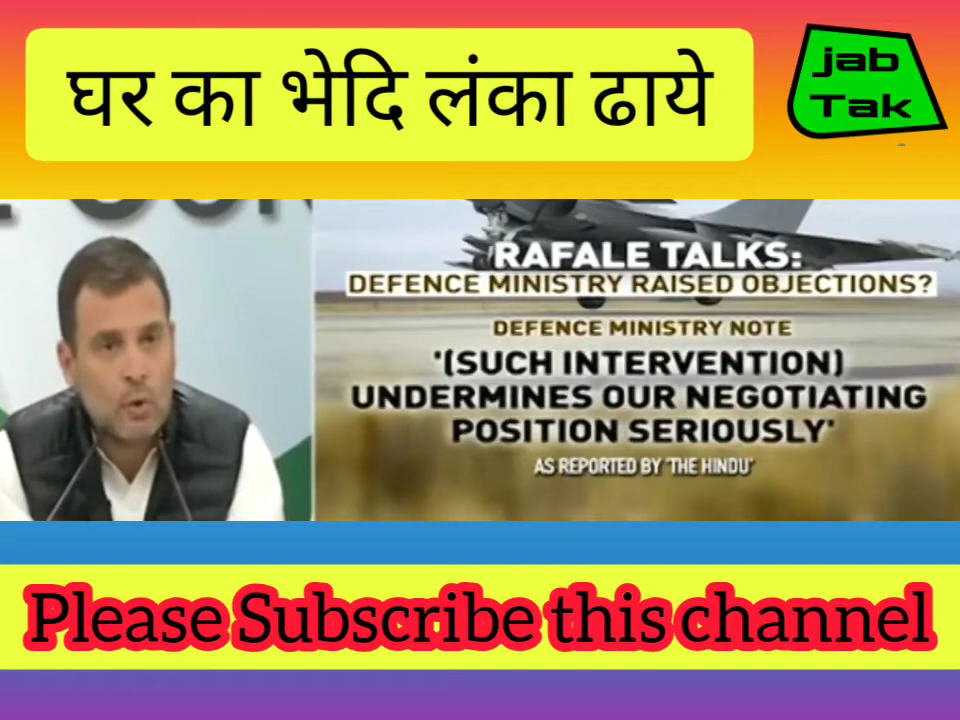 घर का भेदि लंका ढाये
jab
Tak
RAFALE TALKS:
DEFENCE MINISTRY RAISED OBJECTIONS?
DEFENCE MINISTRY NOTE
'(SUCH INTERVENTION)
UNDERMINES OUR NEGOTIATING
POSITION SERIOUSLY'
AS REPORTED BY 'THE HINDU'
Please Subscribe this channel